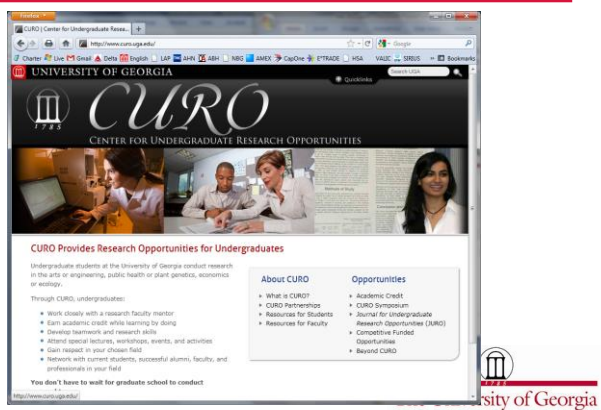 Firefox
CURO | Center for Undergraduate Resea...
http://www.curo.uga.edu/
Google
Charter Live Gmail Delta English LAP AHN ABH NBG AMEX CapOne E*TRADE HSA VALIC SIRIUS Bookmarks
UNIVERSITY OF GEORGIA
Search UGA
Quicklinks
CURO
1785
CENTER FOR UNDERGRADUATE RESEARCH OPPORTUNITIES
Methods of Study
CURO Provides Research Opportunities for Undergraduates
Undergraduate students at the University of Georgia conduct research
in the arts or engineering, public health or plant genetics, economics
or ecology.
Through CURO, undergraduates:
Work closely with a research faculty mentor
Earn academic credit while learning by doing
Develop teamwork and research skills
Attend special lectures, workshops, events, and activities
Gain respect in your chosen field
Network with current students, successful alumni, faculty, and
professionals in your field
You don't have to wait for graduate school to conduct
About CURO
What is CURO?
CURO Partnerships
Resources for Students
Resources for Faculty
Opportunities
Academic Credit
CURO Symposium
Journal for Undergraduate
Research Opportunities (JURO)
Competitive Funded
Opportunities
Beyond CURO
http://www.curo.uga.edu/
1785
rsity of Georgia